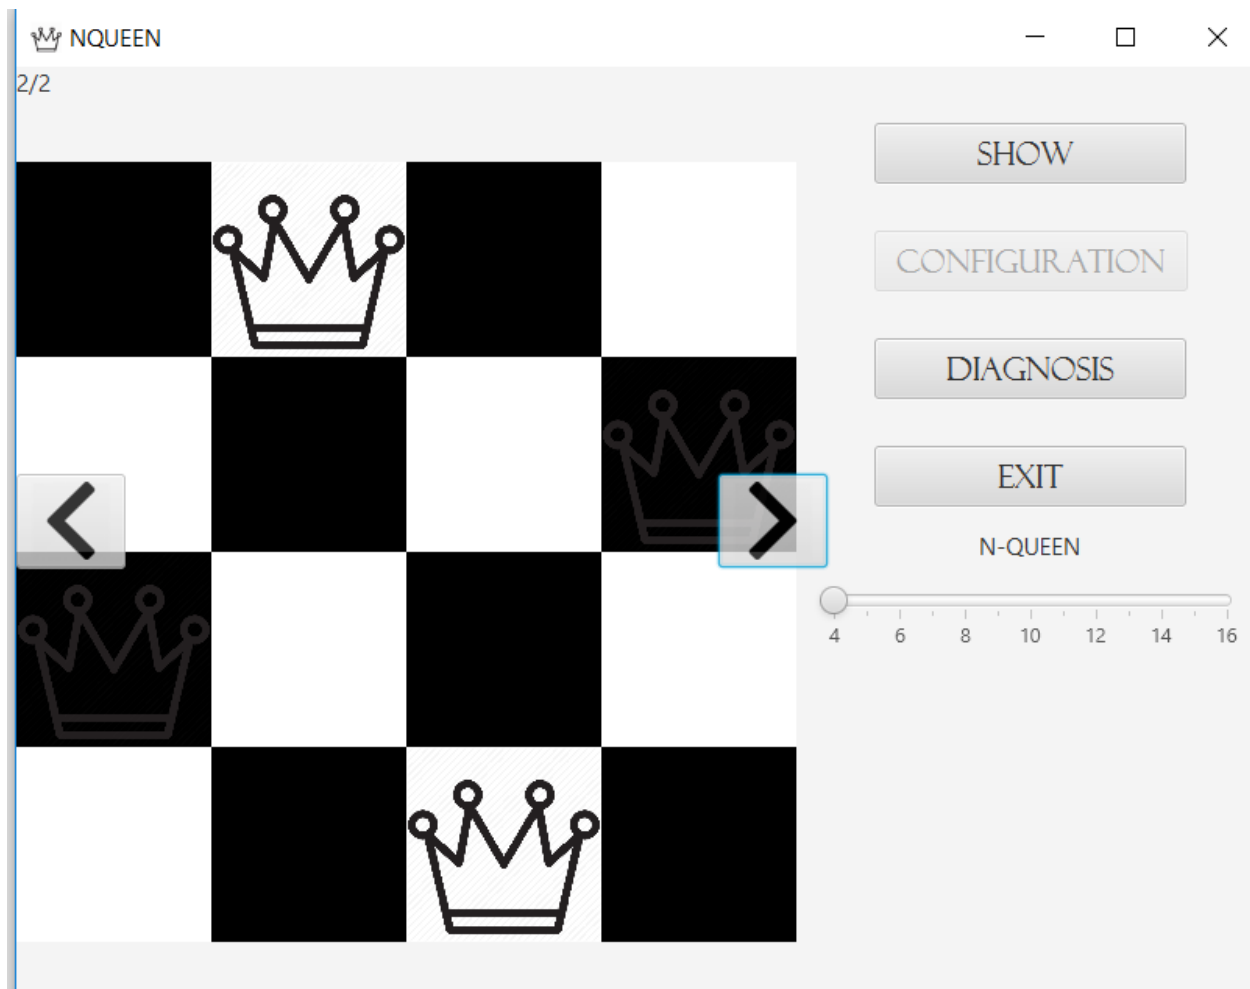 NQUEEN
2/2
SHOW
CONFIGURATION
DIAGNOSIS
EXIT
N-QUEEN
4 6 8 10 12 14 16